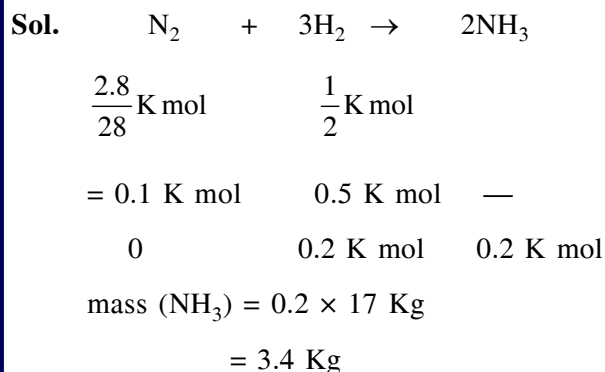 Sol. N₂ + 3H₂ → 2NH₃
2.8/28 K mol 1/2 K mol
= 0.1 K mol 0.5 K mol —
0 0.2 K mol 0.2 K mol
mass (NH₃) = 0.2 × 17 Kg
= 3.4 Kg